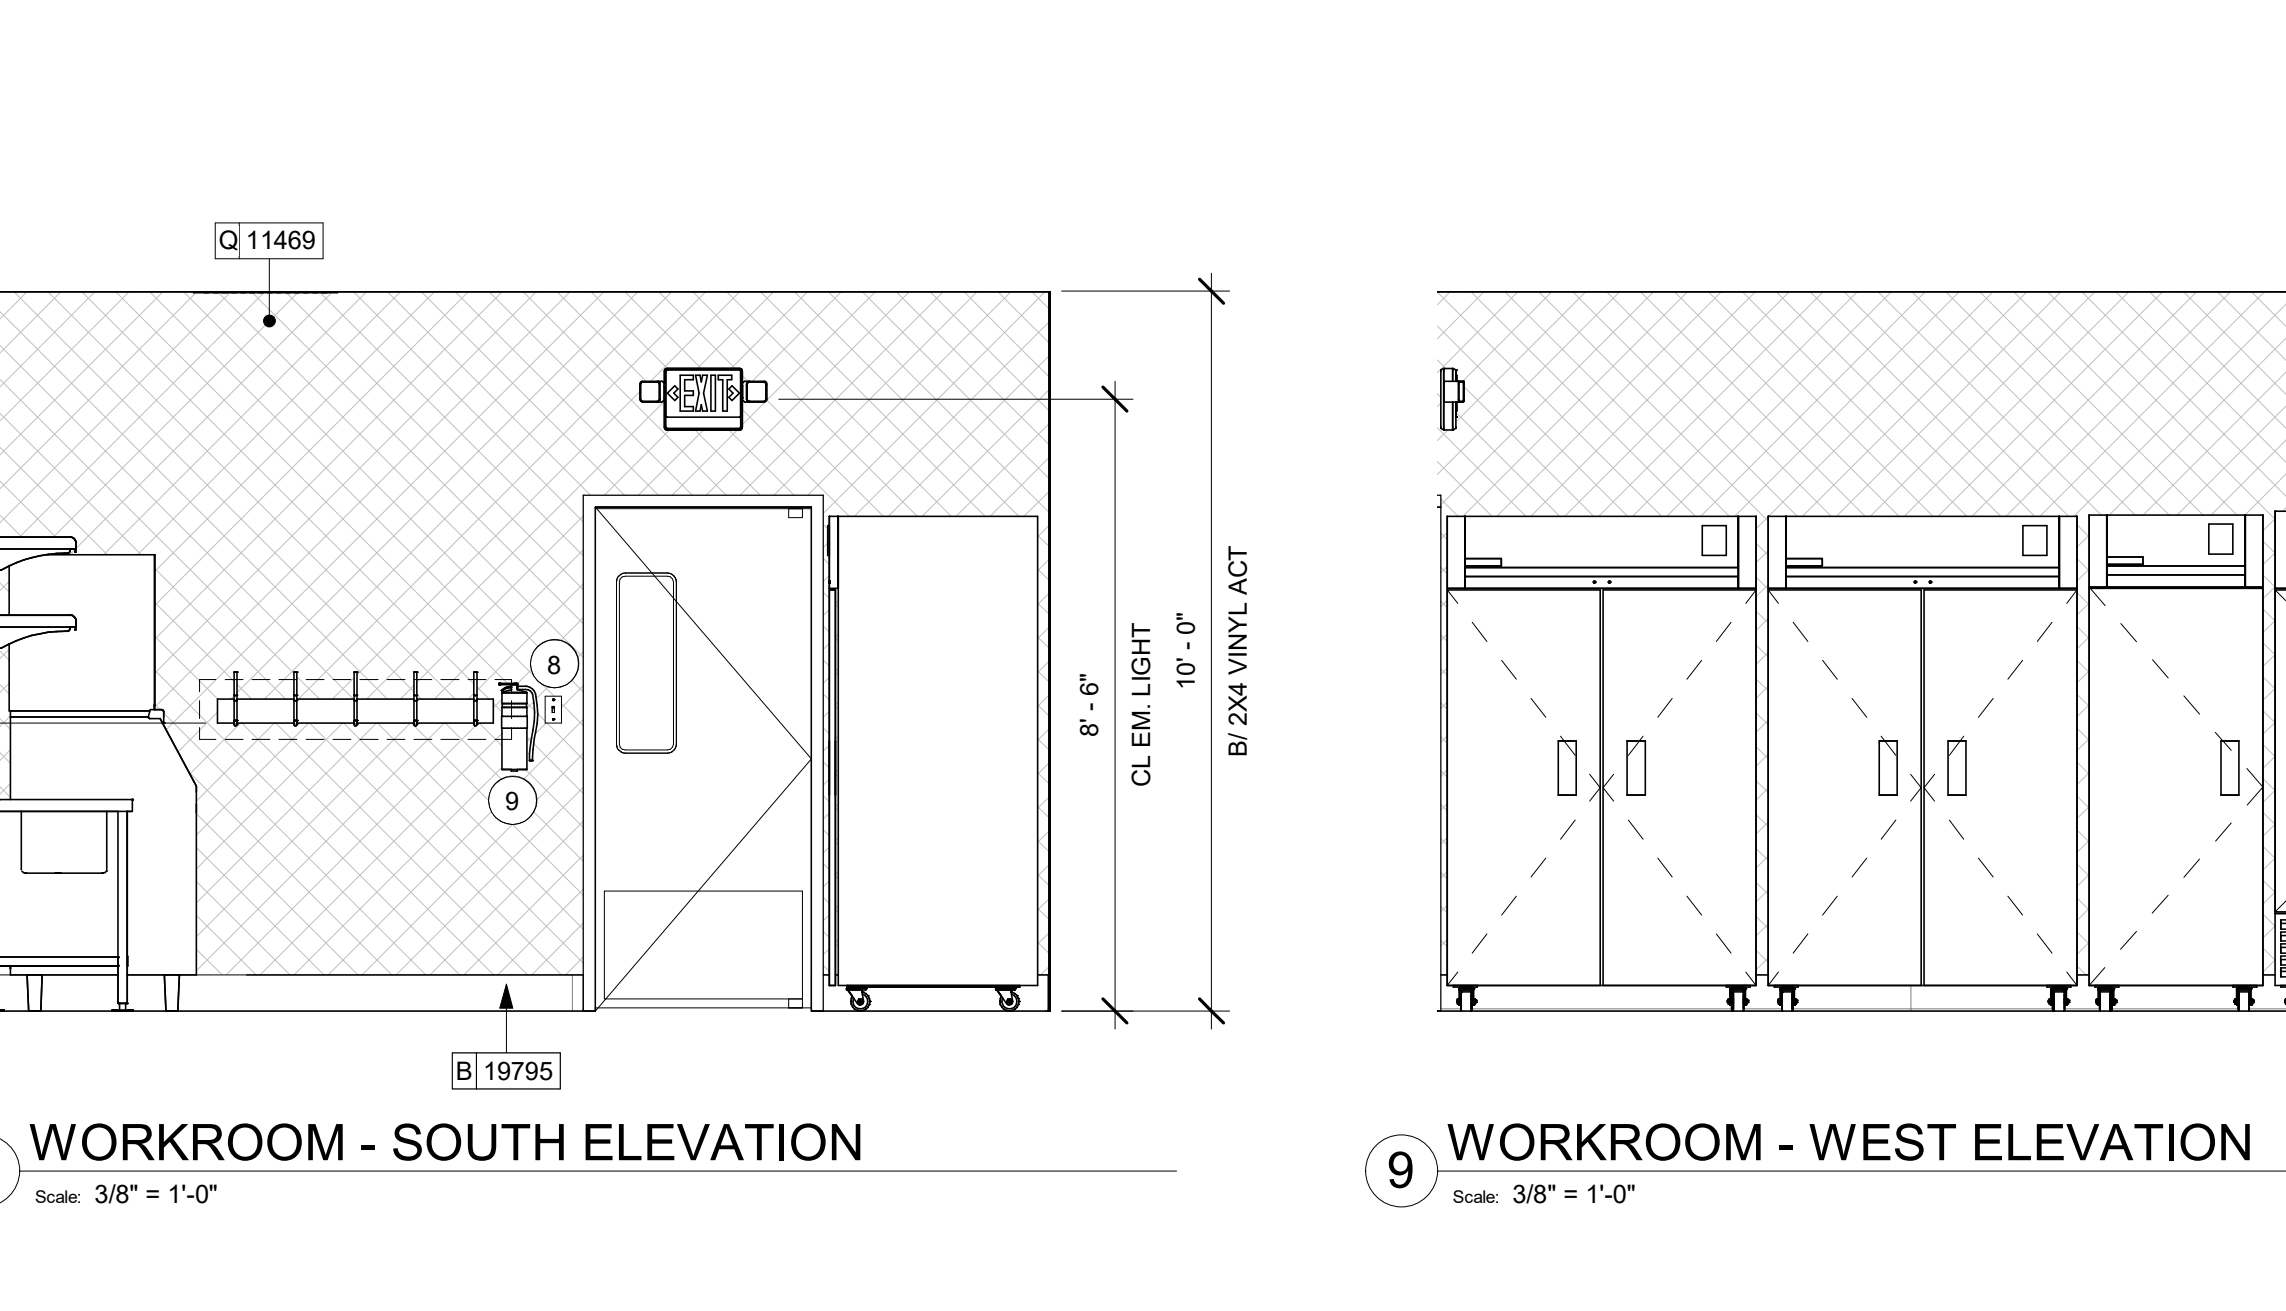 Q 11469
EXIT
8
9
8' - 6"
CL EM. LIGHT
10' - 0"
B/ 2X4 VINYL ACT
B 19795
WORKROOM - SOUTH ELEVATION
Scale: 3/8" = 1'-0"
9
WORKROOM - WEST ELEVATION
Scale: 3/8" = 1'-0"